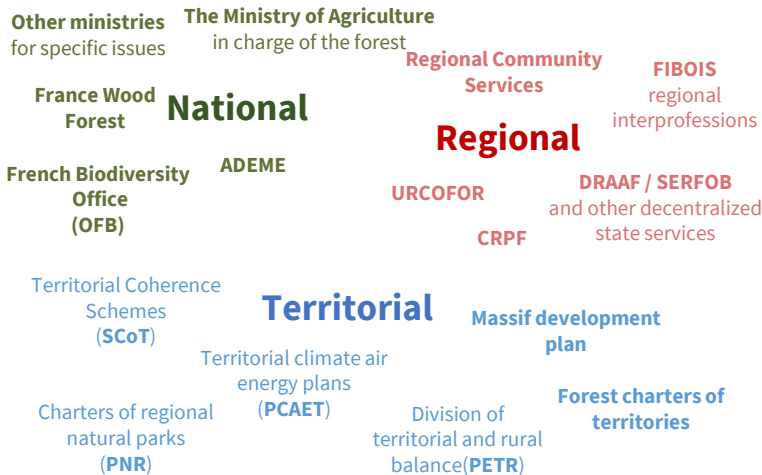 Other ministries
for specific issues
The Ministry of Agriculture
in charge of the forest
France Wood
Forest
National
French Biodiversity
Office
(OFB)
ADEME
Regional Community
Services
FIBOIS
regional
interprofessions
Regional
URCOFOR
DRAAF / SERFOB
and other decentralized
state services
CRPF
Territorial Coherence
Schemes
(SCoT)
Territorial
Massif development
plan
Territorial climate air
energy plans
(PCAET)
Forest charters of
territories
Charters of regional
natural parks
(PNR)
Division of
territorial and rural
balance(PETR)